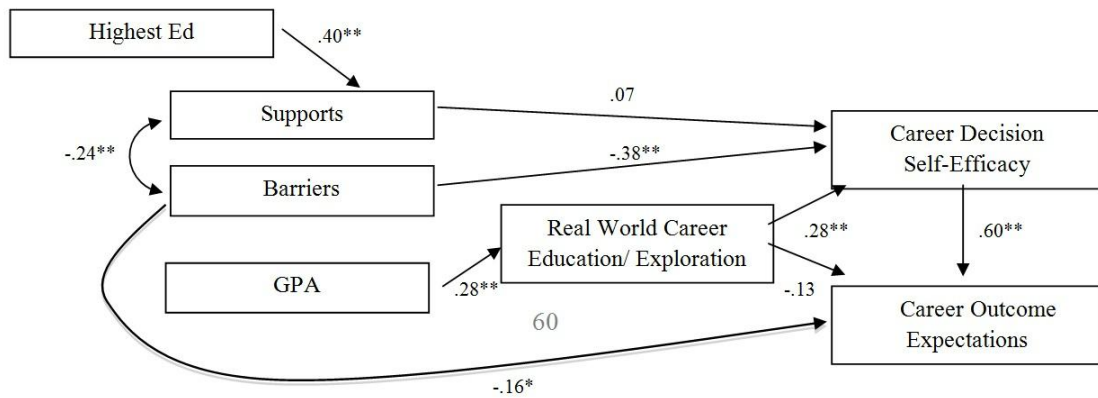 Highest Ed
.40**
Supports
.07
-.24**
-.38**
Career Decision
Self-Efficacy
Barriers
Real World Career
Education/ Exploration
.28**
.60**
GPA
.28**
-.13
60
Career Outcome
Expectations
-.16*